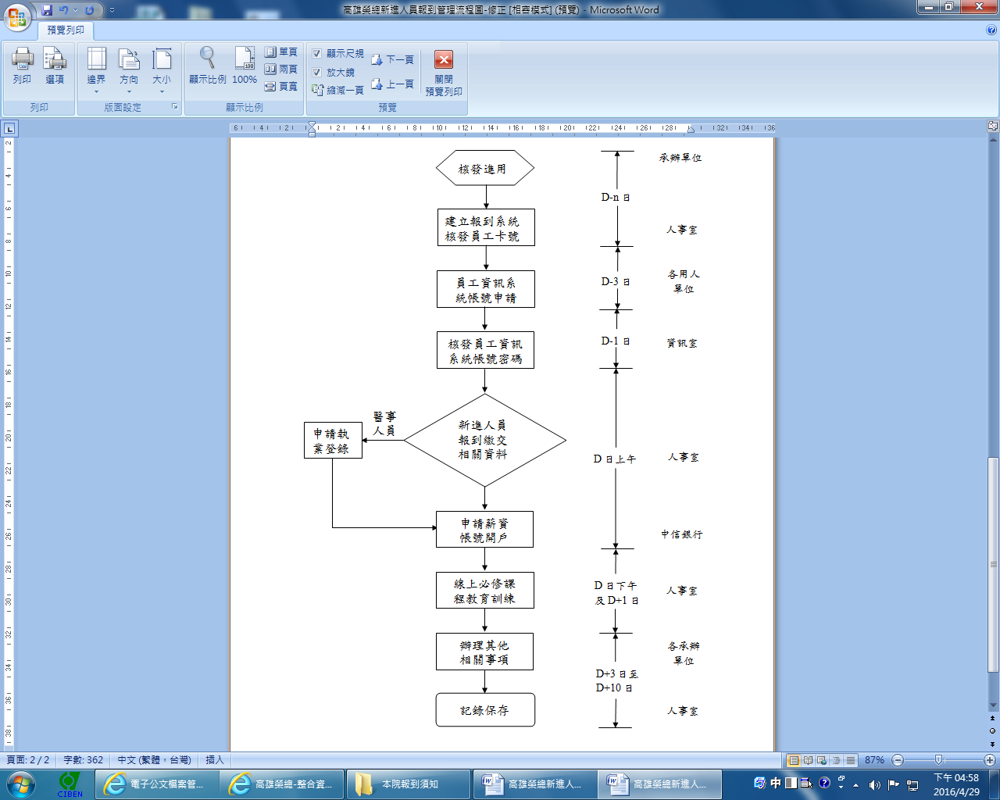 高雄榮總新進人員報到管理流程圖-修正 [相容模式] (預覽) - Microsoft Word
預覽列印
列印
選項
邊界
方向
大小
顯示比例
100%
單頁
兩頁
頁寬
顯示尺規
放大鏡
縮減一頁
下一頁
上一頁
關閉
預覽列印
列印
版面設定
顯示比例
預覽
核發進用
建立報到系統
核發員工卡號
員工資訊系
統帳號申請
核發員工資訊
系統帳號密碼
醫事
人員
申請執
業登錄
新進人員
報到繳交
相關資料
申請薪資
帳號開戶
線上必修課
程教育訓練
辦理其他
相關事項
記錄保存
D-n 日
D-3 日
D-1 日
D 日上午
D 日下午
及 D+1 日
D+3 日至
D+10 日
承辦單位
人事室
各用人
單位
資訊室
人事室
中信銀行
人事室
各承辦
單位
人事室
頁面: 2 / 2
字數: 362
中文 (繁體，台灣)
插入
87%
CIBEN
電子公文檔案管...
高雄榮總-整合資...
本院報到須知
高雄榮總新進人...
高雄榮總新進人...
中
下午 04:58
2016/4/29